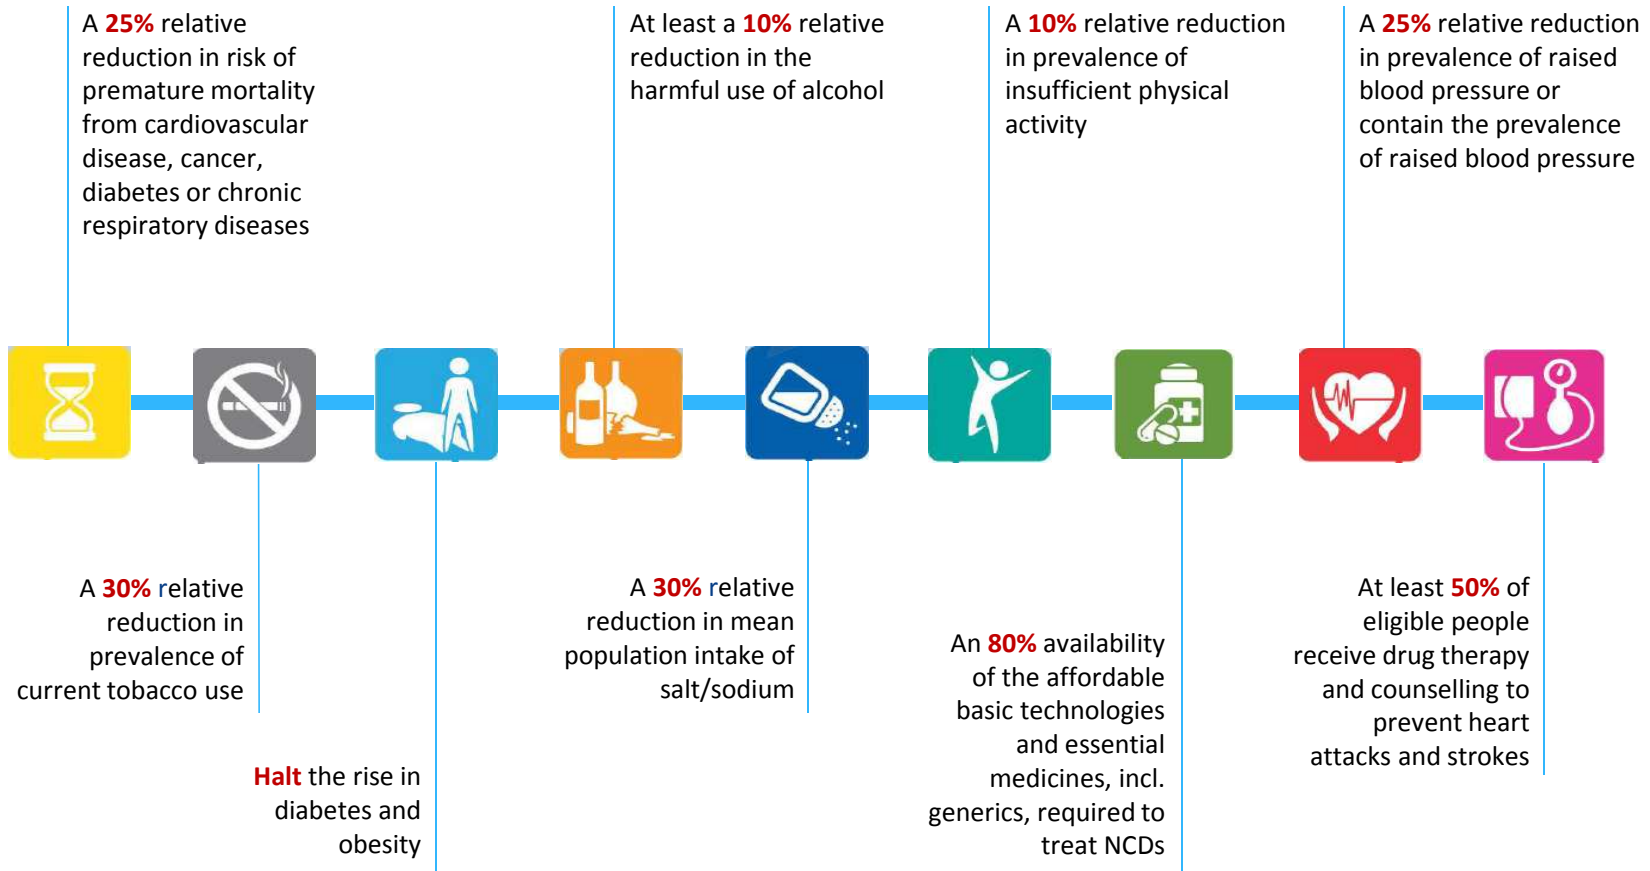 A 25% relative
reduction in risk of
premature mortality
from cardiovascular
disease, cancer,
diabetes or chronic
respiratory diseases
At least a 10% relative
reduction in the
harmful use of alcohol
A 10% relative reduction
in prevalence of
insufficient physical
activity
A 25% relative reduction
in prevalence of raised
blood pressure or
contain the prevalence
of raised blood pressure
A 30% relative
reduction in
prevalence of
current tobacco use
Halt the rise in
diabetes and
obesity
A 30% relative
reduction in mean
population intake of
salt/sodium
An 80% availability
of the affordable
basic technologies
and essential
medicines, incl.
generics, required to
treat NCDs
At least 50% of
eligible people
receive drug therapy
and counselling to
prevent heart
attacks and strokes